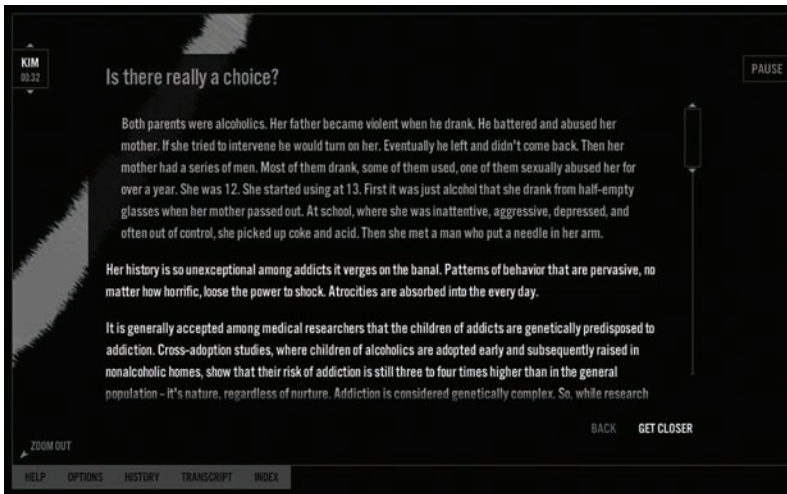 KIM
00:32
PAUSE
Is there really a choice?
Both parents were alcoholics. Her father became violent when he drank. He battered and abused her
mother. If she tried to intervene he would turn on her. Eventually he left and didn't come back. Then her
mother had a series of men. Most of them drank, some of them used, one of them sexually abused her for
over a year. She was 12. She started using at 13. First it was just alcohol that she drank from half-empty
glasses when her mother passed out. At school, where she was inattentive, aggressive, depressed, and
often out of control, she picked up coke and acid. Then she met a man who put a needle in her arm.
Her history is so unexceptional among addicts it verges on the banal. Patterns of behavior that are pervasive, no
matter how horrific, loose the power to shock. Atrocities are absorbed into the every day.
It is generally accepted among medical researchers that the children of addicts are genetically predisposed to
addiction. Cross-adoption studies, where children of alcoholics are adopted early and subsequently raised in
nonalcoholic homes, show that their risk of addiction is still three to four times higher than in the general
population – it's nature, regardless of nurture. Addiction is considered genetically complex. So, while research
BACK GET CLOSER
ZOOM OUT
HELP OPTIONS HISTORY TRANSCRIPT INDEX